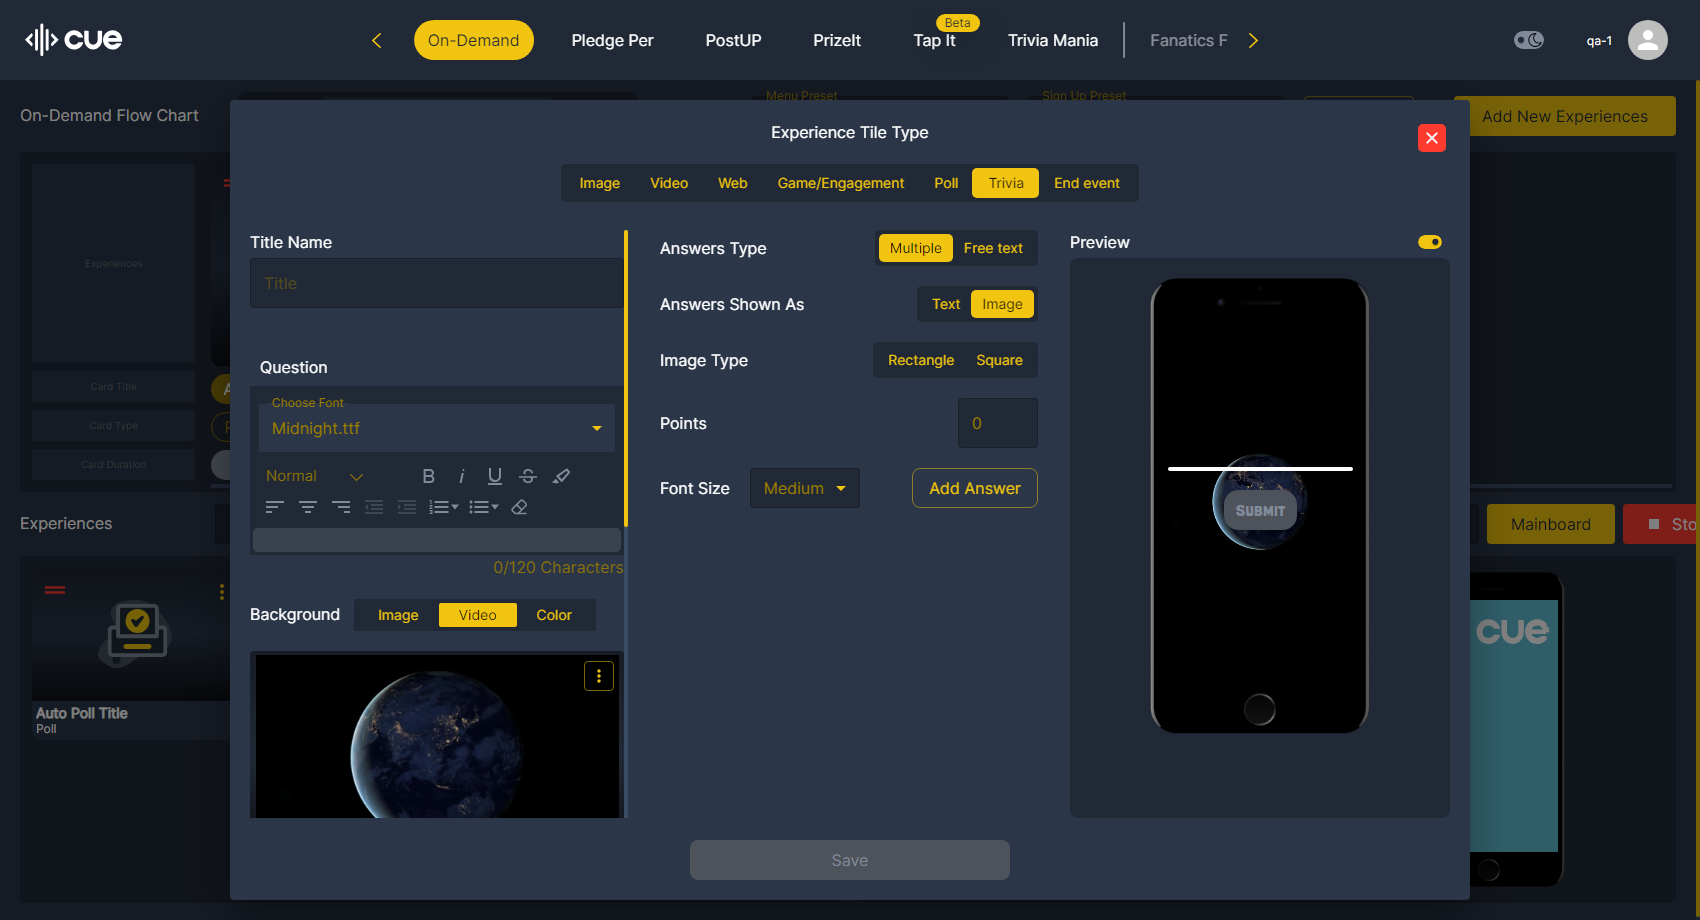 cue
On-Demand
Pledge Per
PostUP
PrizeIt
Beta
Tap It
Trivia Mania
Fanatics F
qa-1
On-Demand Flow Chart
Menu Preset
Sign Up Preset
Add New Experiences
Experience Tile Type
Image
Video
Web
Game/Engagement
Poll
Trivia
End event
Experiences
Card Title
Card Type
Card Duration
Title Name
Title
Question
Choose Font
Midnight.ttf
Normal
B
i
U
S
0/120 Characters
Background
Image
Video
Color
Answers Type
Multiple
Free text
Answers Shown As
Text
Image
Image Type
Rectangle
Square
Points
0
Font Size
Medium
Add Answer
Preview
SUBMIT
Experiences
Mainboard
Sto
Auto Poll Title
Poll
cue
Save